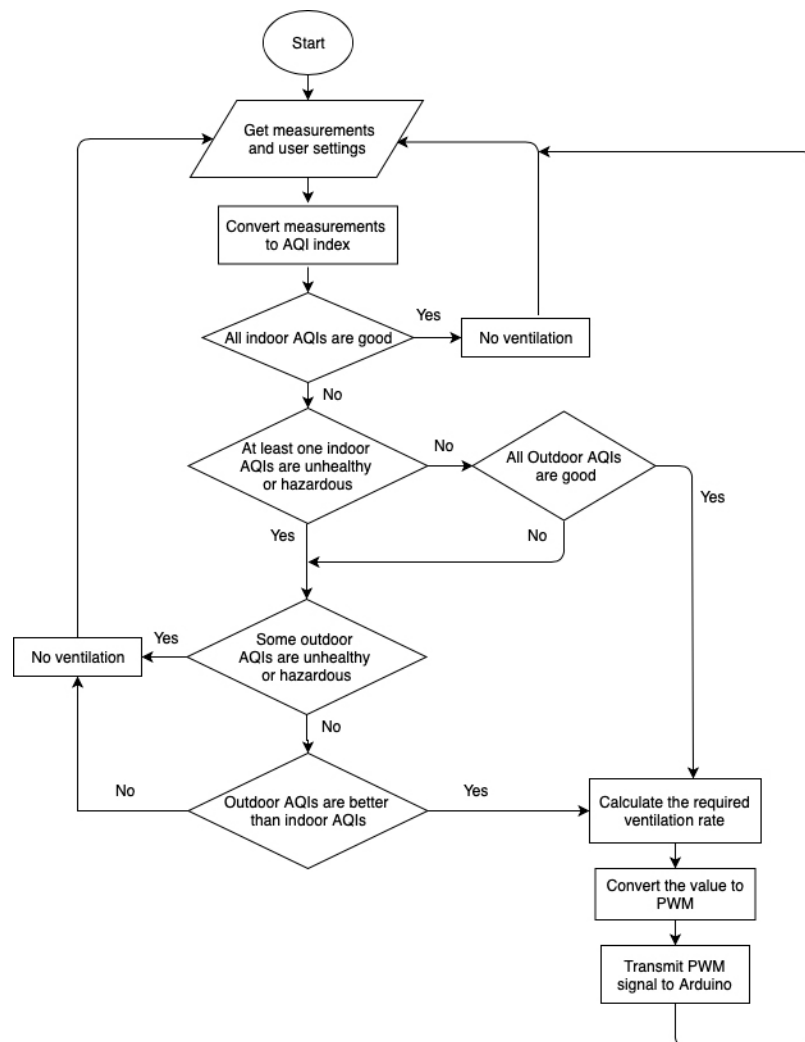 Start
Get measurements
and user settings
Convert measurements
to AQI index
All indoor AQIs are good
Yes
No ventilation
No
At least one indoor
AQIs are unhealthy
or hazardous
No
All Outdoor AQIs
are good
Yes
Yes
No
Some outdoor
AQIs are unhealthy
or hazardous
Yes
No ventilation
No
Outdoor AQIs are better
than indoor AQIs
No
Yes
Calculate the required
ventilation rate
Convert the value to
PWM
Transmit PWM
signal to Arduino